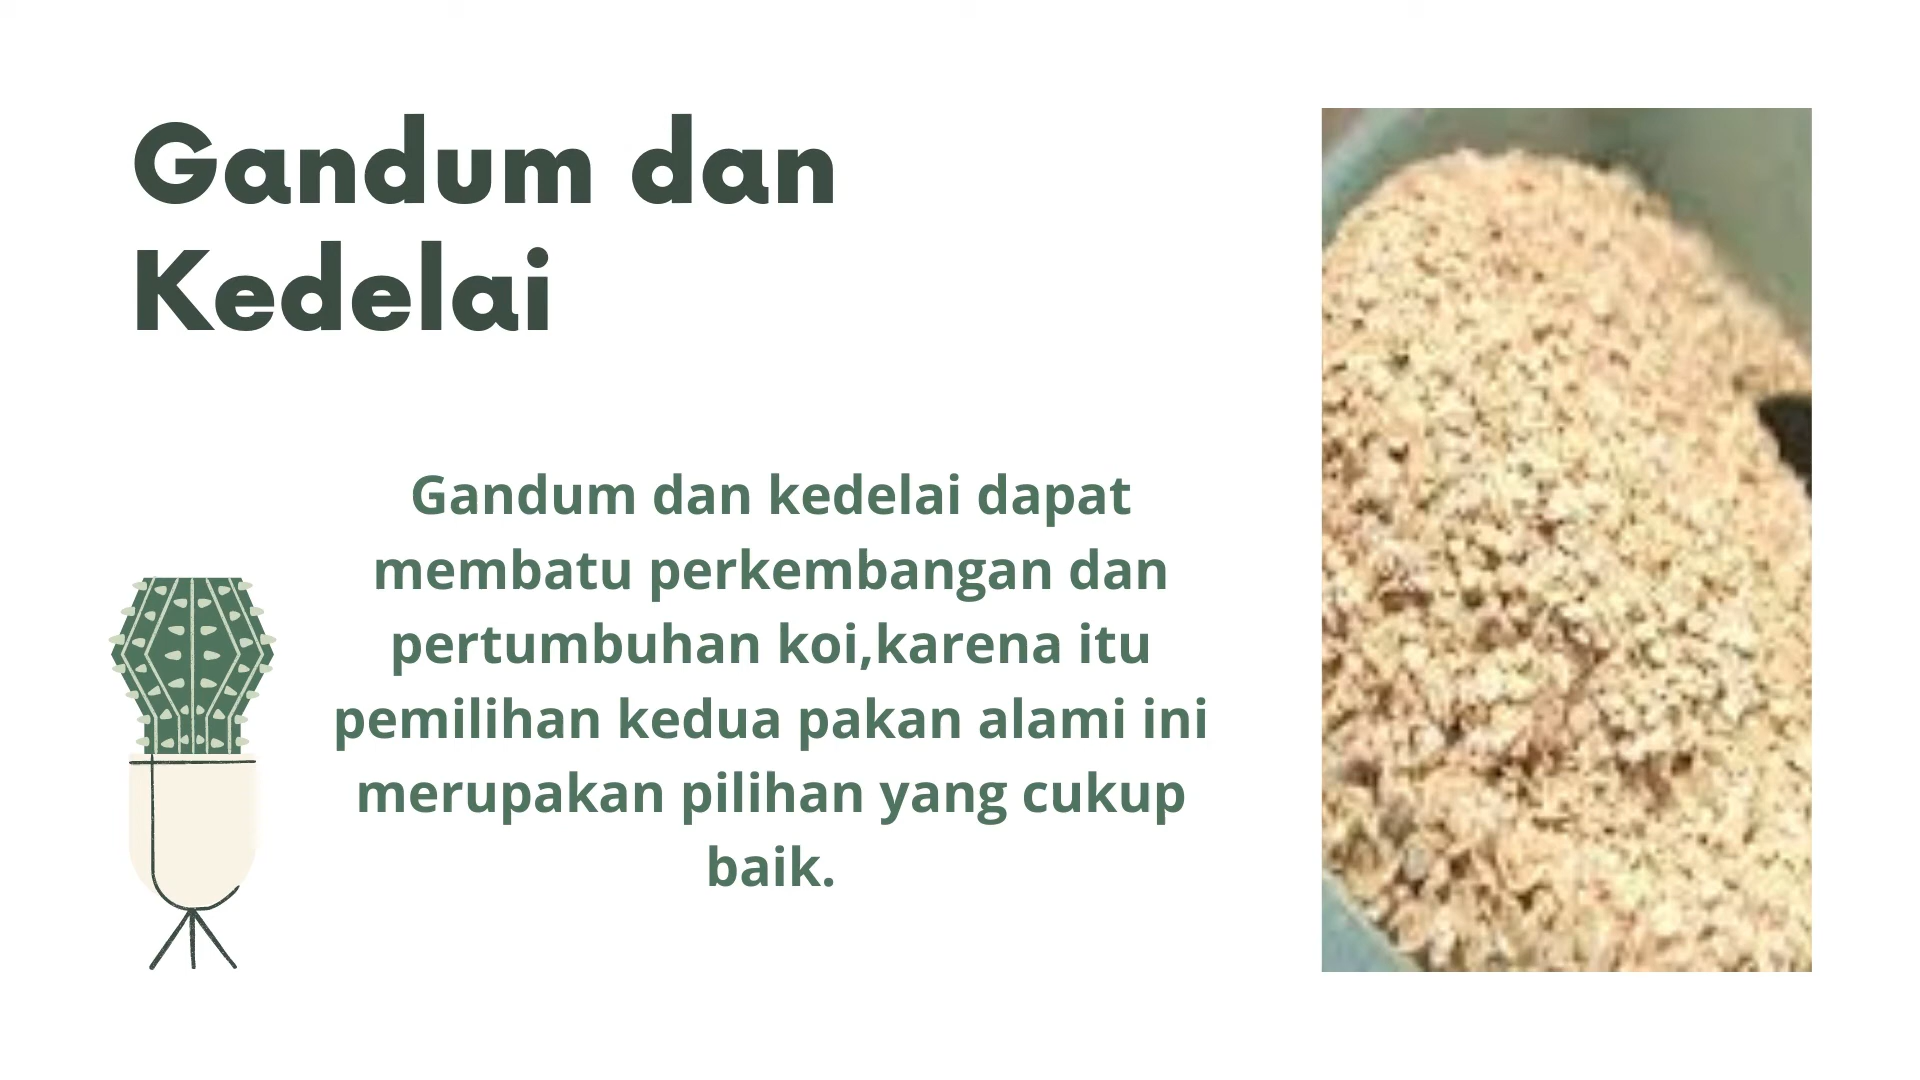 Gandum dan
Kedelai
Gandum dan kedelai dapat
membatu perkembangan dan
pertumbuhan koi,karena itu
pemilihan kedua pakan alami ini
merupakan pilihan yang cukup
baik.